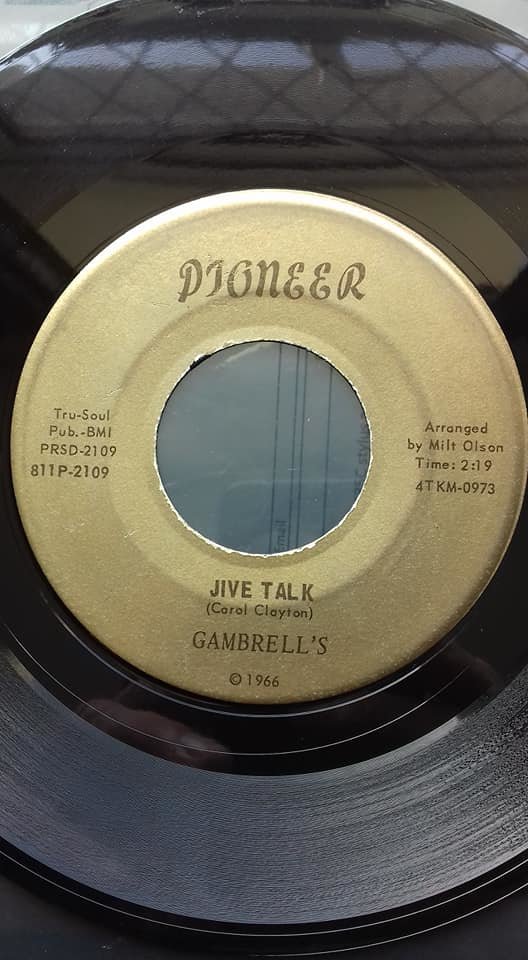 PIONEER
Tru-Soul
Pub.-BMI
PRSD-2109
811P-2109
Arranged
by Milt Olson
Time: 2:19
4TKM-0973
JIVE TALK
(Carol Clayton)
GAMBRELL'S
© 1966